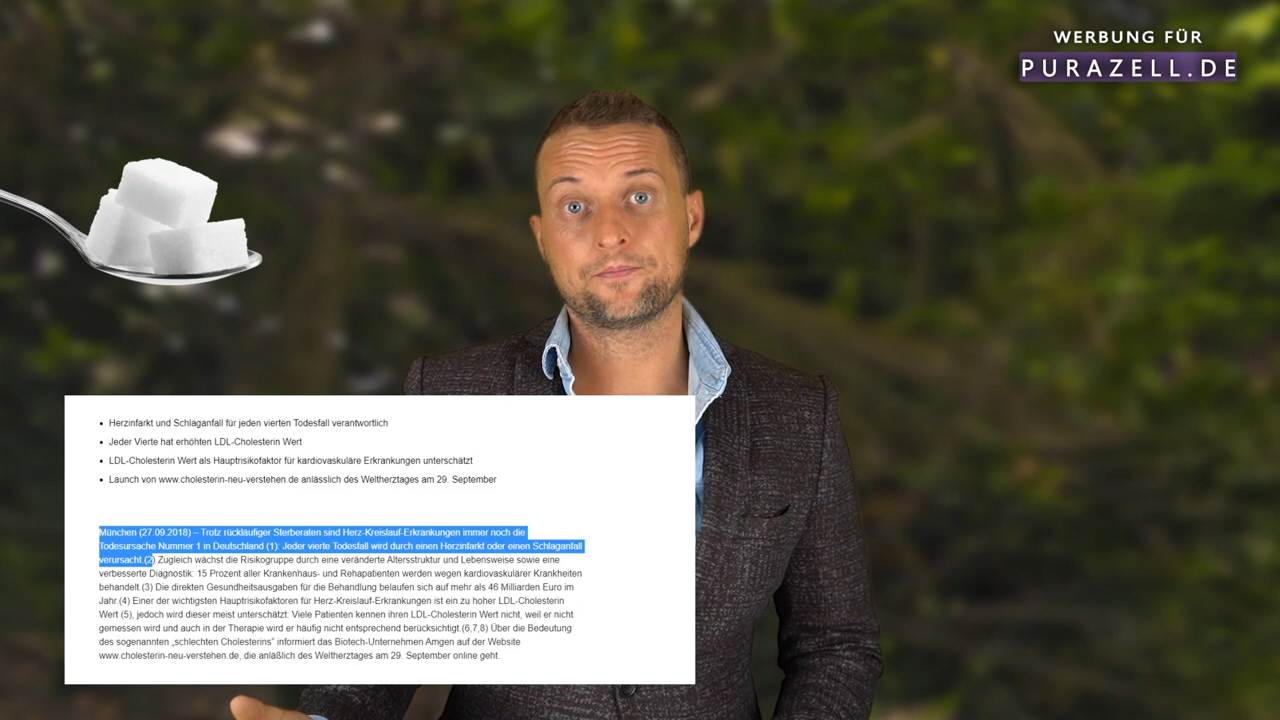 WERBUNG FÜR
PURAZELL.DE
• Herzinfarkt und Schlaganfall für jeden vierten Todesfall verantwortlich
• Jeder Vierte hat erhöhten LDL-Cholesterin Wert
• LDL-Cholesterin Wert als Hauptrisikofaktor für kardiovaskuläre Erkrankungen unterschätzt
• Launch von www.cholesterin-neu-verstehen.de anlässlich des Weltherztages am 29. September
München (27.09.2018) – Trotz rückläufiger Sterberaten sind Herz-Kreislauf-Erkrankungen immer noch die
Todesursache Nummer 1 in Deutschland (1): Jeder vierte Todesfall wird durch einen Herzinfarkt oder einen Schlaganfall
verursacht.(2) Zugleich wächst die Risikogruppe durch eine veränderte Altersstruktur und Lebensweise sowie eine
verbesserte Diagnostik: 15 Prozent aller Krankenhaus- und Rehapatienten werden wegen kardiovaskulärer Krankheiten
behandelt.(3) Die direkten Gesundheitsausgaben für die Behandlung belaufen sich auf mehr als 46 Milliarden Euro im
Jahr.(4) Einer der wichtigsten Hauptrisikofaktoren für Herz-Kreislauf-Erkrankungen ist ein zu hoher LDL-Cholesterin
Wert (5), jedoch wird dieser meist unterschätzt: Viele Patienten kennen ihren LDL-Cholesterin Wert nicht, weil er nicht
gemessen wird und auch in der Therapie wird er häufig nicht entsprechend berücksichtigt.(6,7,8) Über die Bedeutung
des sogenannten „schlechten Cholesterins“ informiert das Biotech-Unternehmen Amgen auf der Website
www.cholesterin-neu-verstehen.de, die anläßlich des Weltherztages am 29. September online geht.